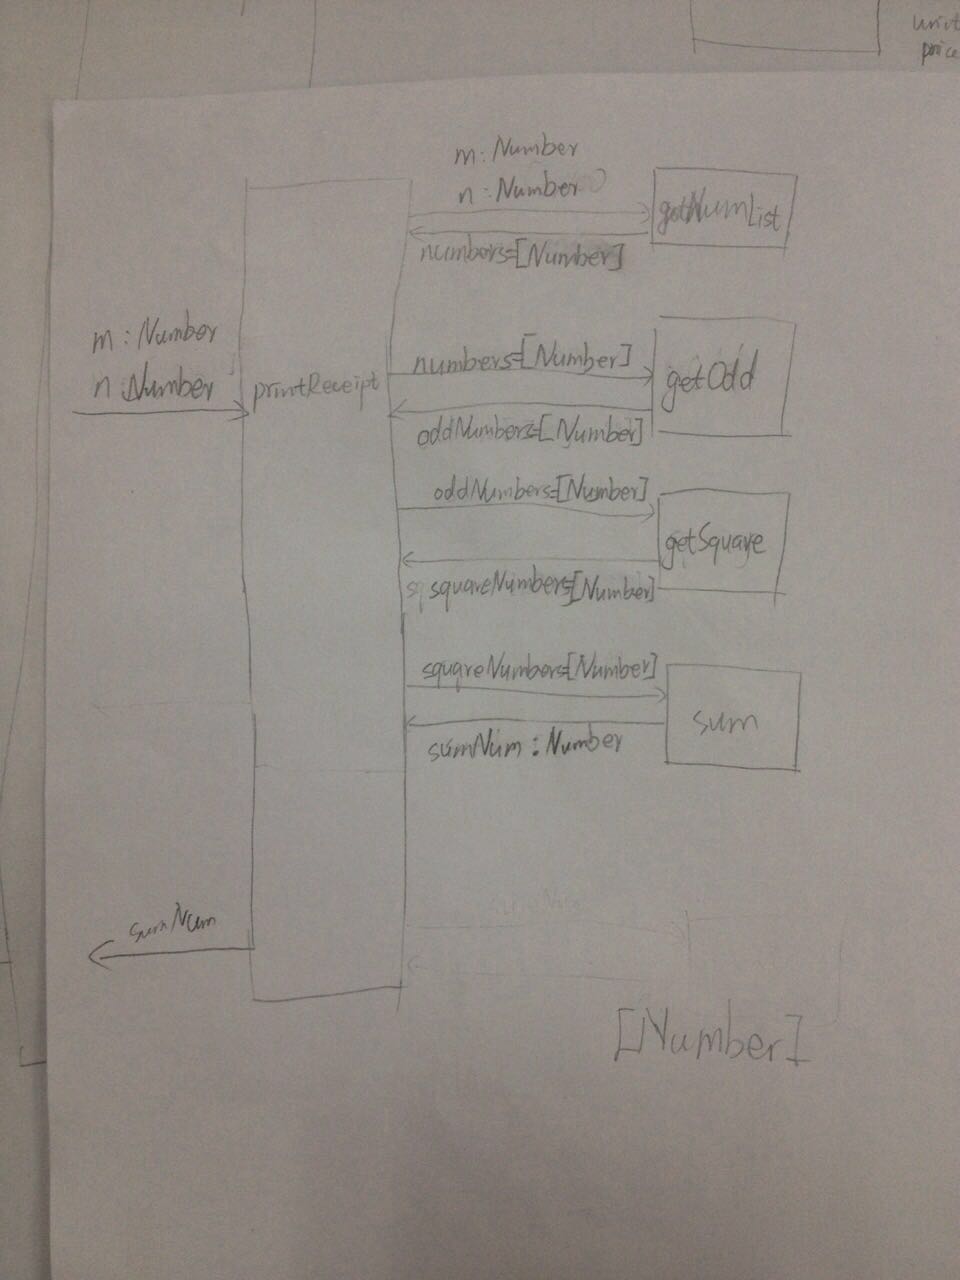 unit
price
m : Number
n : Number
getNumList
numbers=[Number]
m : Number
n : Number
printReceipt
numbers=[Number]
getOdd
oddNumbers=[Number]
oddNumbers=[Number]
getSquare
sq squareNumbers=[Number]
squareNumbers=[Number]
sum
sumNum : Number
sumNum
[Number]